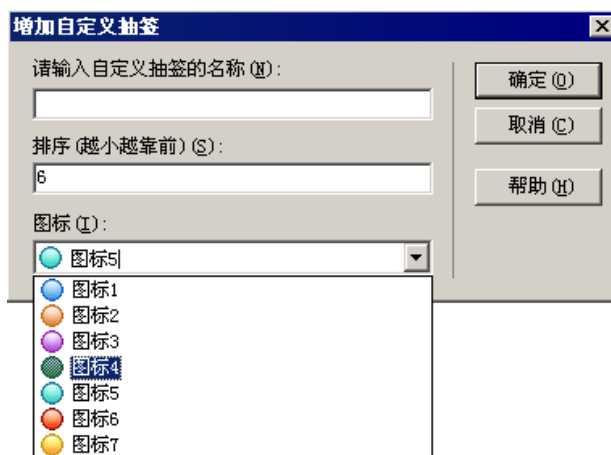 增加自定义抽签
请输入自定义抽签的名称(N):
确定(O)
取消(C)
排序(越小越靠前)(S):
6
帮助(H)
图标(I):
图标5
图标1
图标2
图标3
图标4
图标5
图标6
图标7